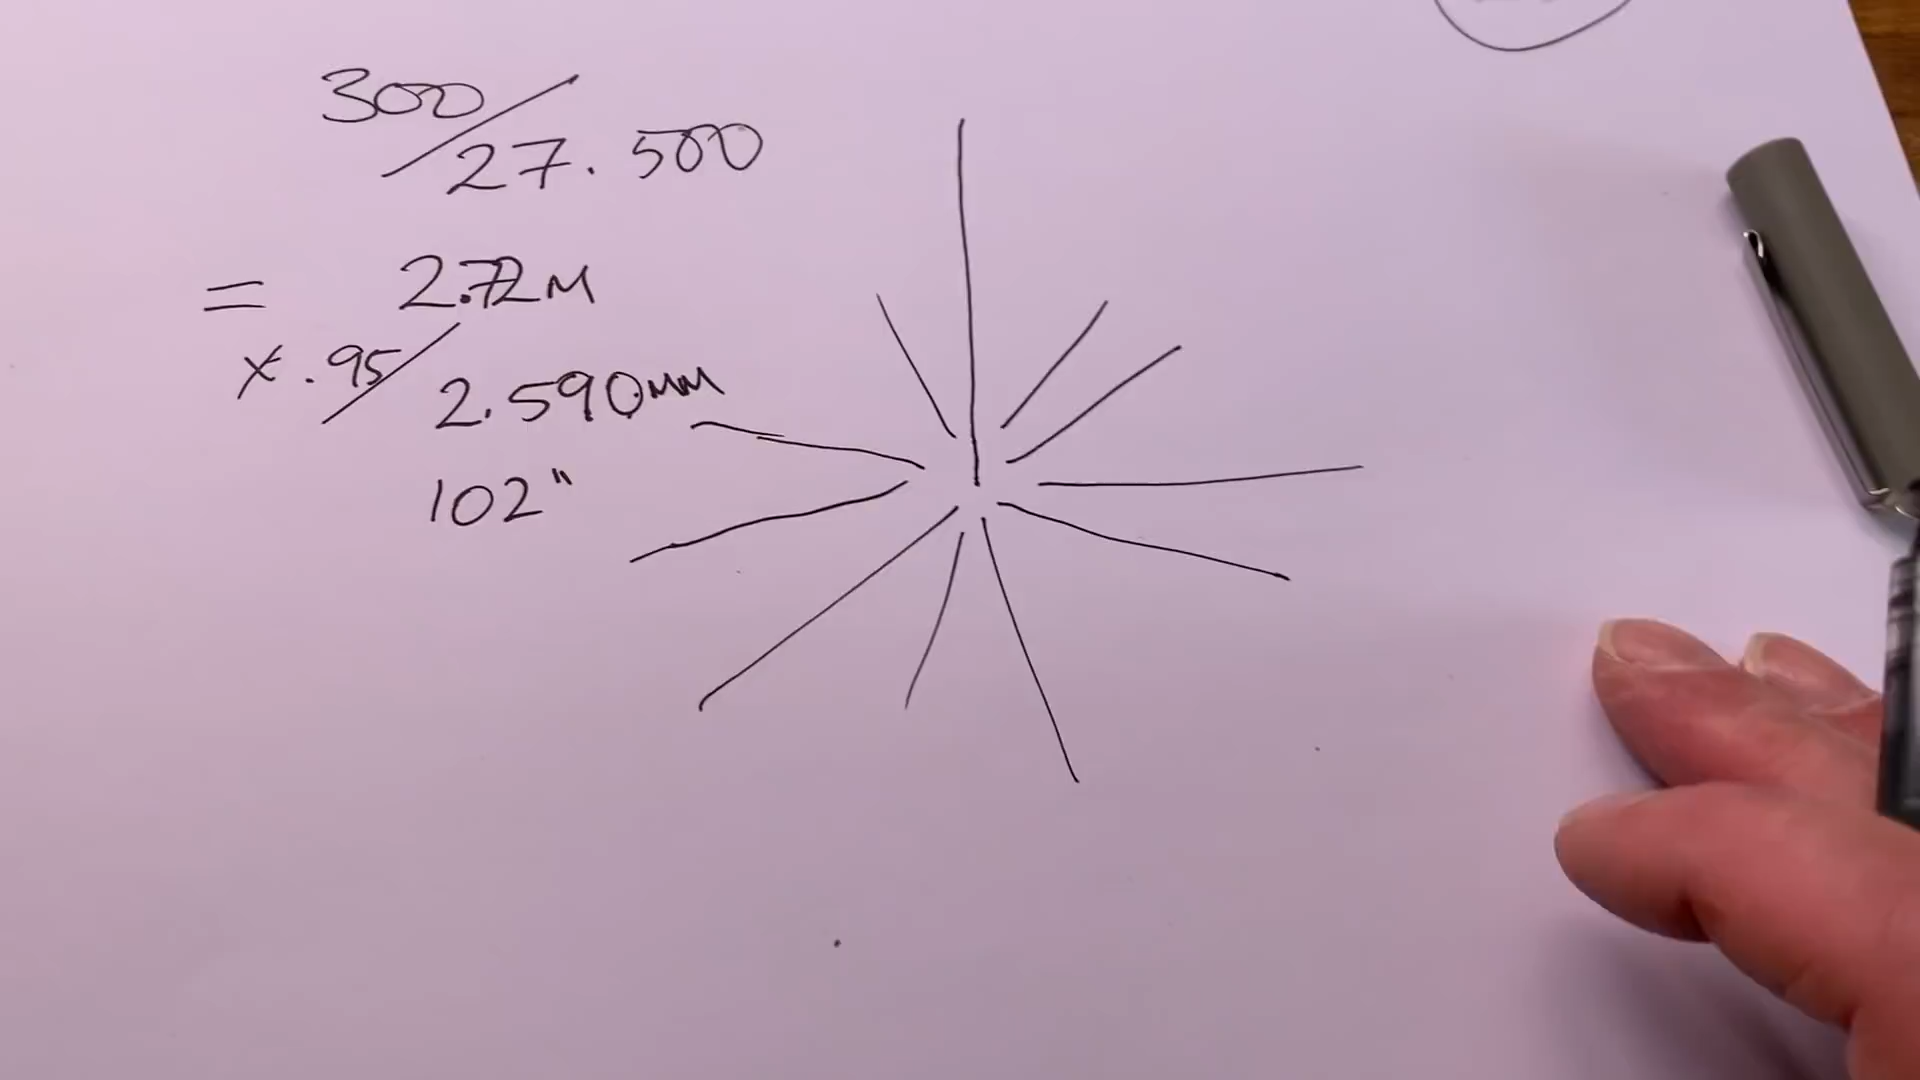 300/27.500
= 2.72M
x .95/ 2.590mm
102"